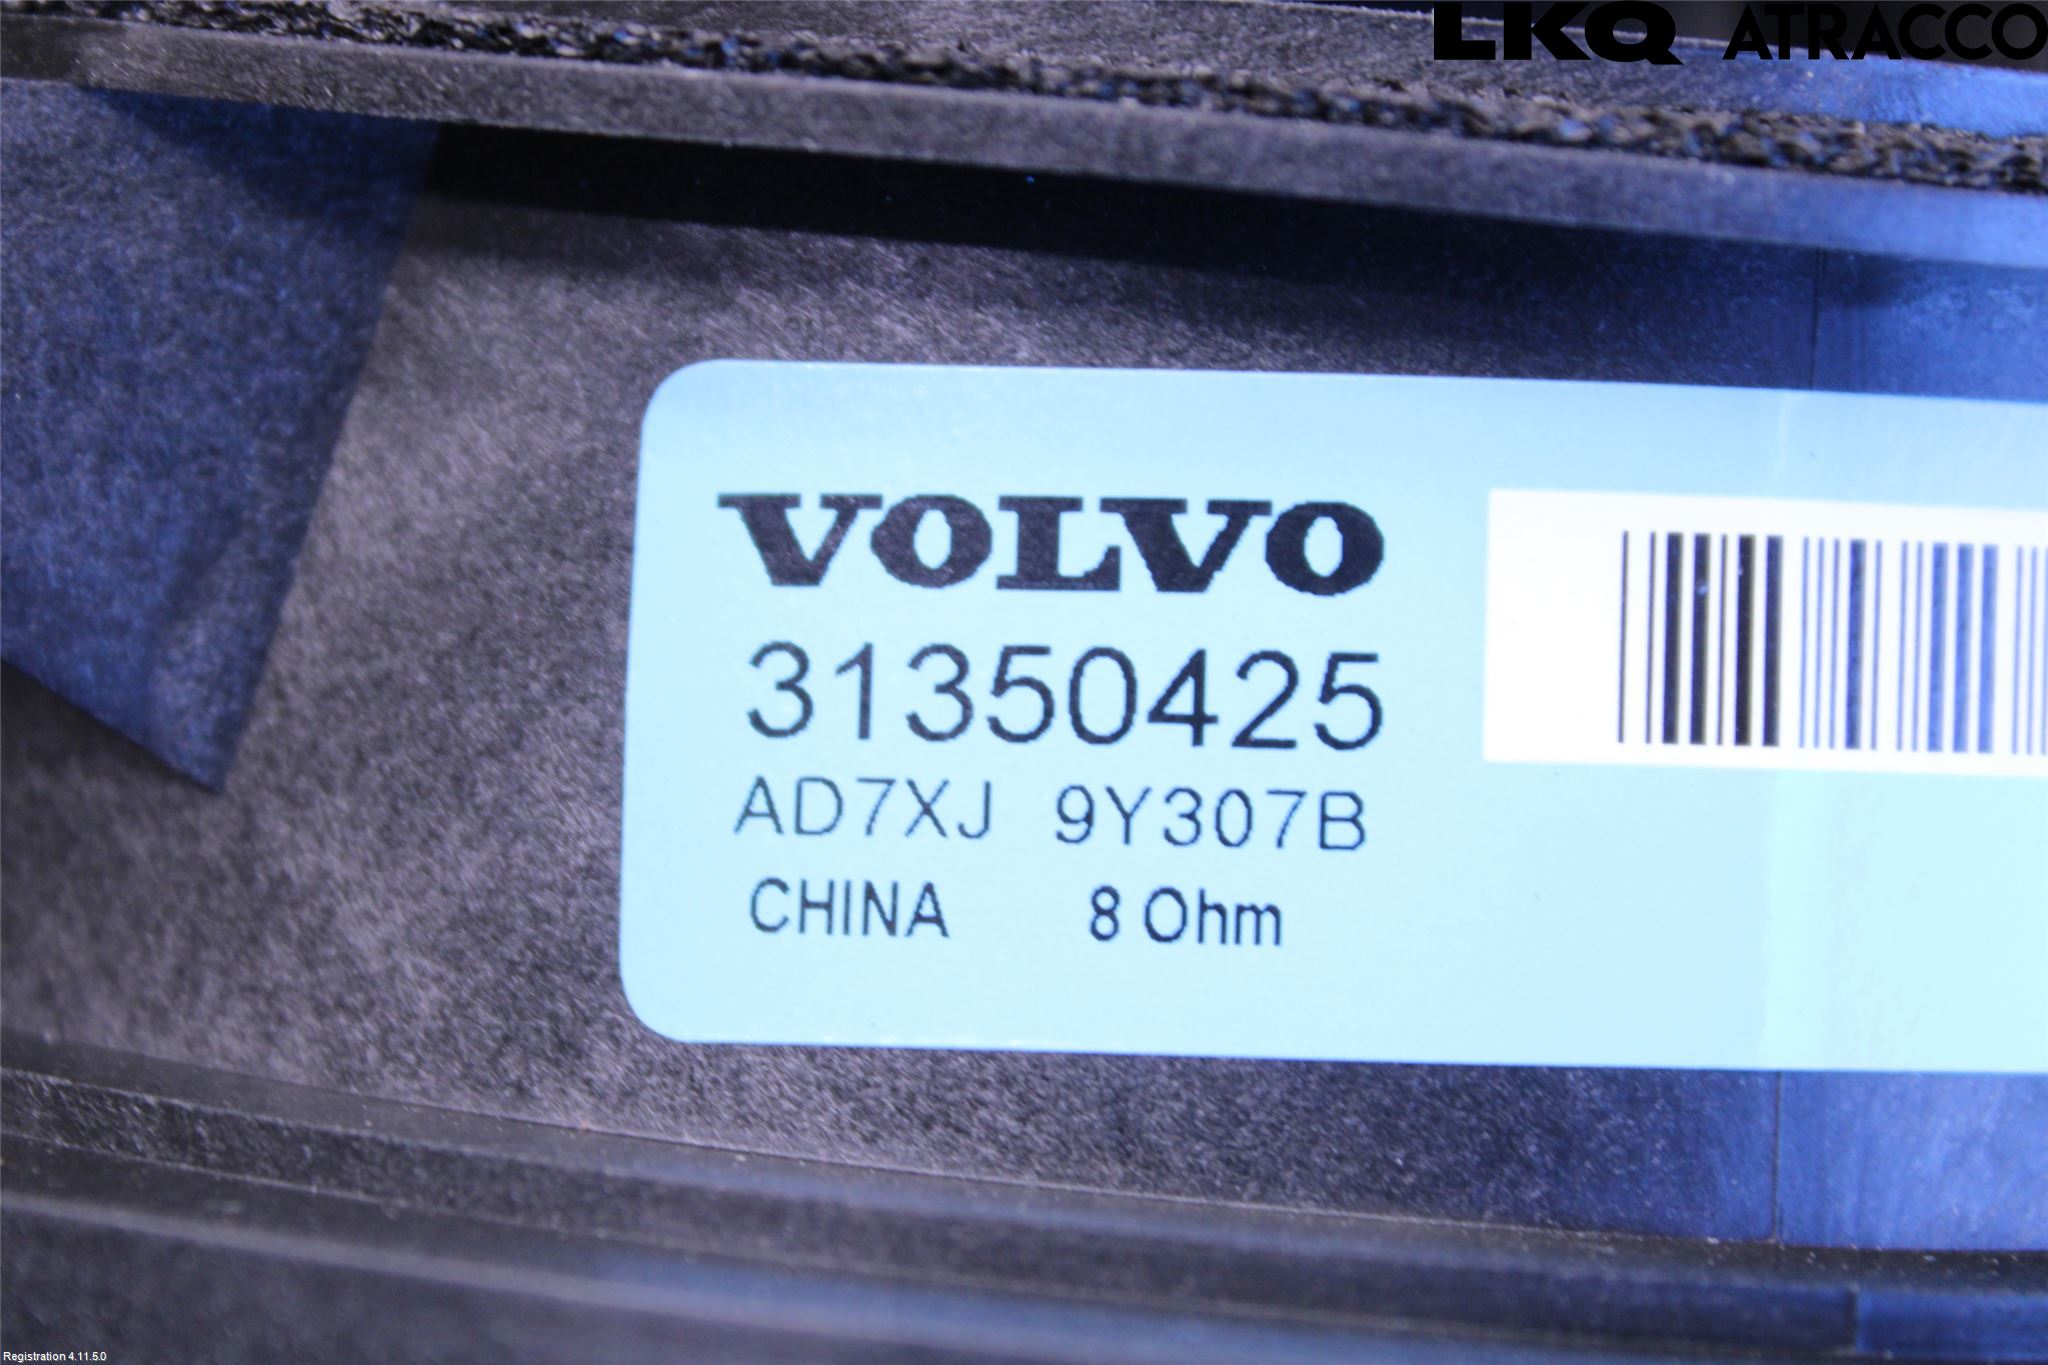 LKQ ATRACCO
VOLVO
31350425
AD7XJ 9Y307B
CHINA 8 Ohm
Registration 4.11.5.0